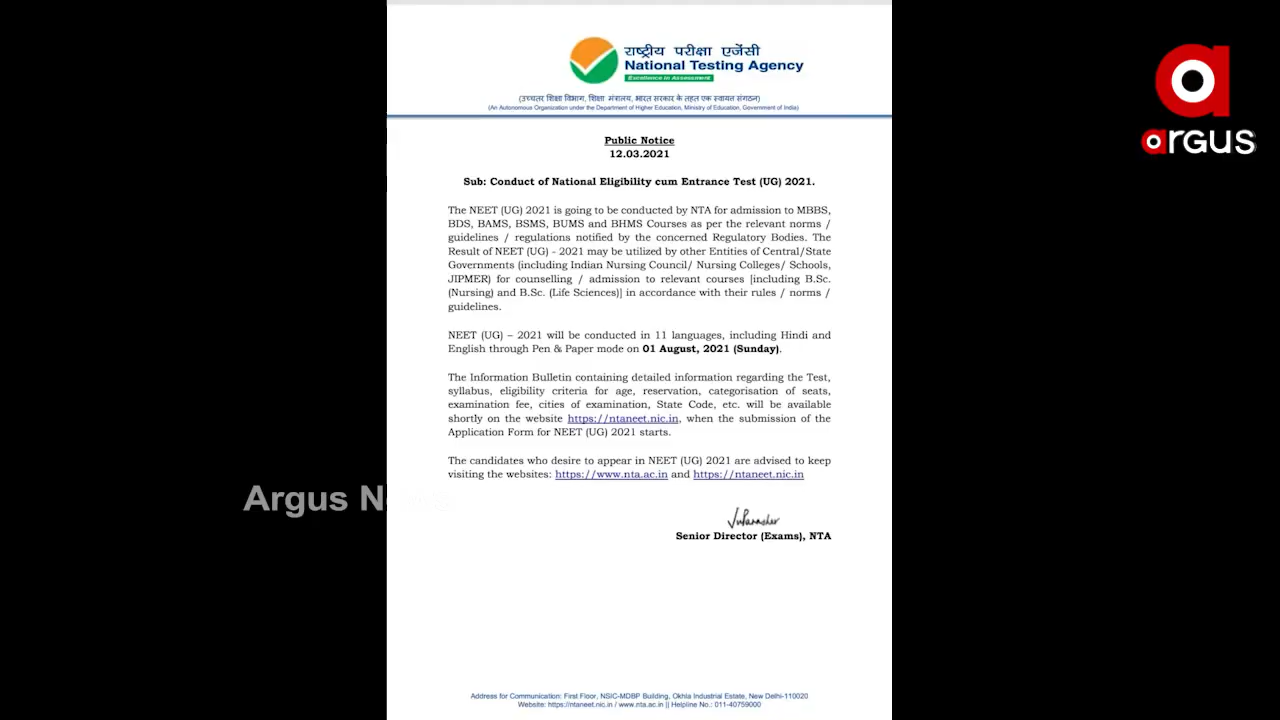 राष्ट्रीय परीक्षा एजेंसी
National Testing Agency
Excellence in Assessment
(उच्चतर शिक्षा विभाग, शिक्षा मंत्रालय, भारत सरकार के तहत एक स्वायत्त संगठन)
(An Autonomous Organization under the Department of Higher Education, Ministry of Education, Government of India)
argus
Public Notice
12.03.2021
Sub: Conduct of National Eligibility cum Entrance Test (UG) 2021.
The NEET (UG) 2021 is going to be conducted by NTA for admission to MBBS,
BDS, BAMS, BSMS, BUMS and BHMS Courses as per the relevant norms /
guidelines / regulations notified by the concerned Regulatory Bodies. The
Result of NEET (UG) - 2021 may be utilized by other Entities of Central/State
Governments (including Indian Nursing Council/ Nursing Colleges/ Schools,
JIPMER) for counselling / admission to relevant courses [including B.Sc.
(Nursing) and B.Sc. (Life Sciences)] in accordance with their rules / norms /
guidelines.
NEET (UG) – 2021 will be conducted in 11 languages, including Hindi and
English through Pen & Paper mode on 01 August, 2021 (Sunday).
The Information Bulletin containing detailed information regarding the Test,
syllabus, eligibility criteria for age, reservation, categorisation of seats,
examination fee, cities of examination, State Code, etc. will be available
shortly on the website https://ntaneet.nic.in, when the submission of the
Application Form for NEET (UG) 2021 starts.
The candidates who desire to appear in NEET (UG) 2021 are advised to keep
visiting the websites: https://www.nta.ac.in and https://ntaneet.nic.in
Argus News
Senior Director (Exams), NTA
Address for Communication: First Floor, NSIC-MDBP Building, Okhla Industrial Estate, New Delhi-110020
Website: https://ntaneet.nic.in / www.nta.ac.in || Helpline No.: 011-40759000